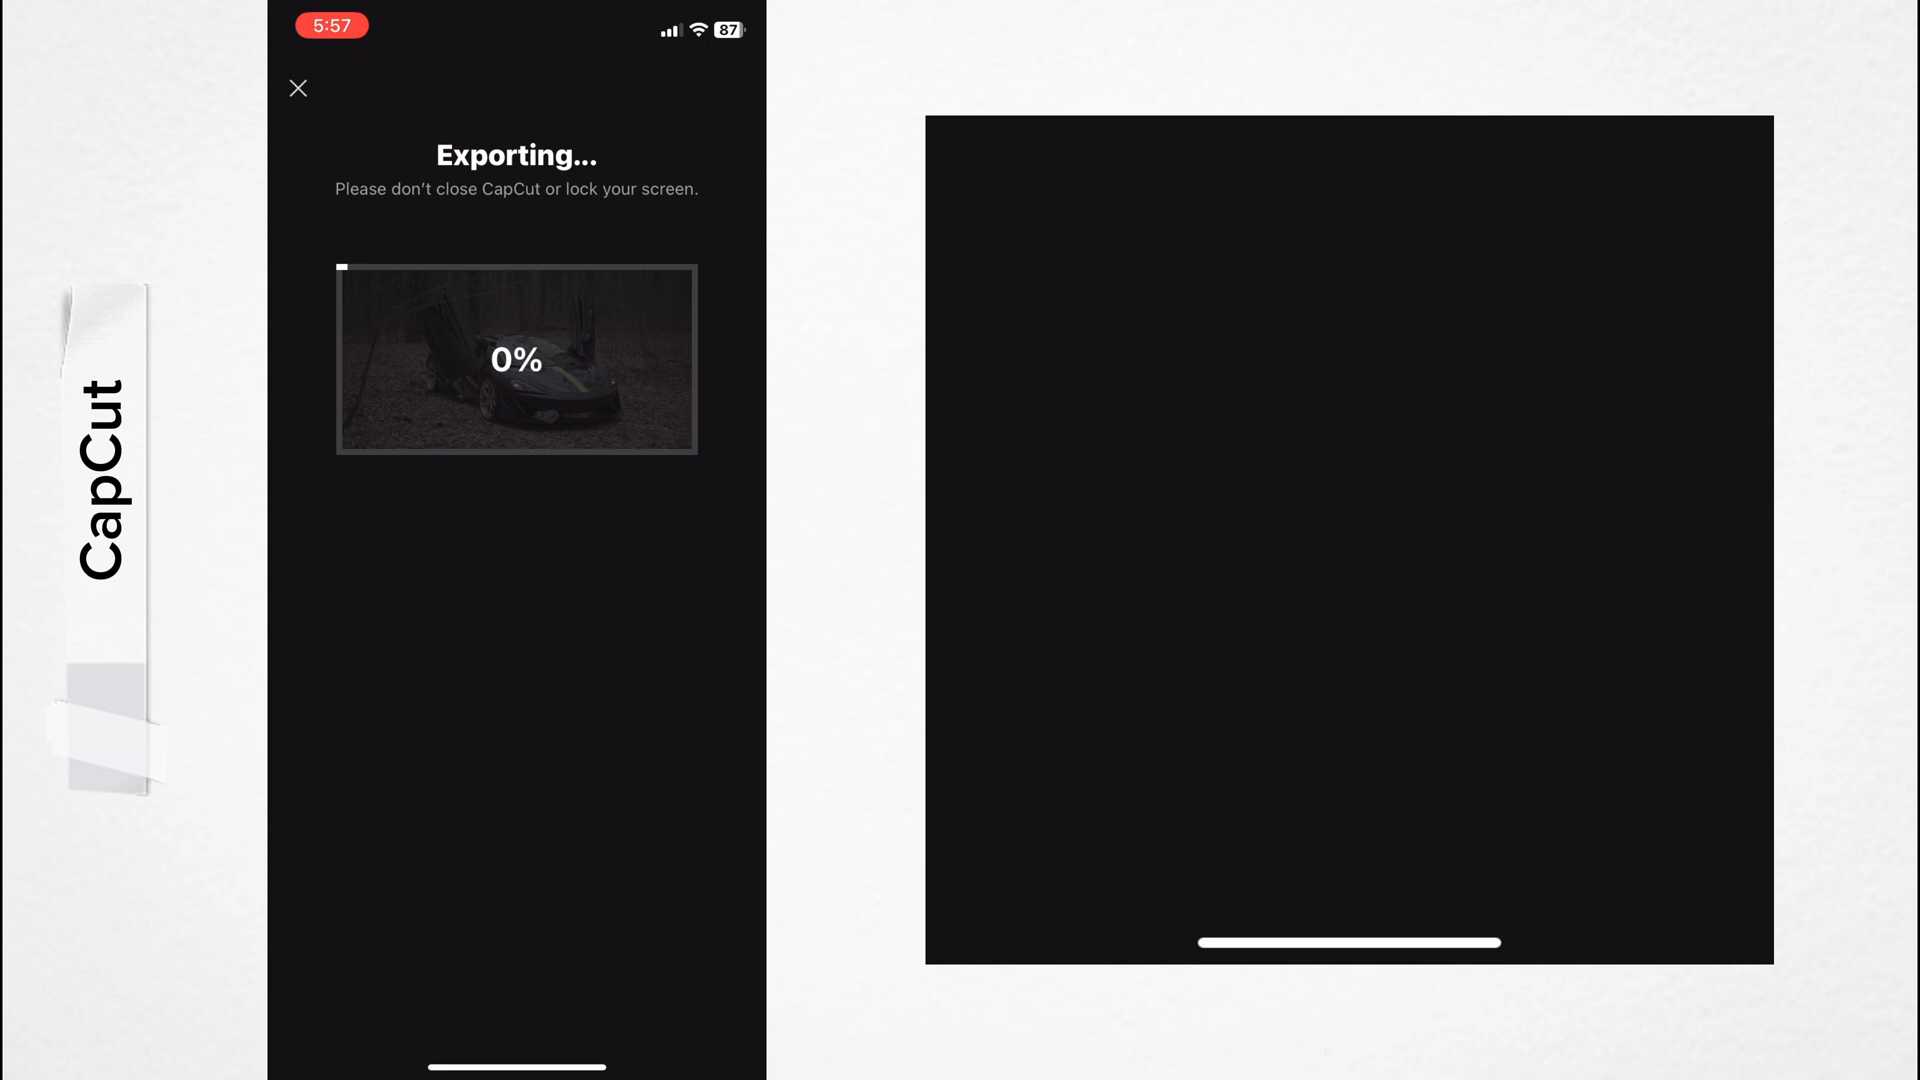 CapCut
5:57
87
Exporting...
Please don’t close CapCut or lock your screen.
0%